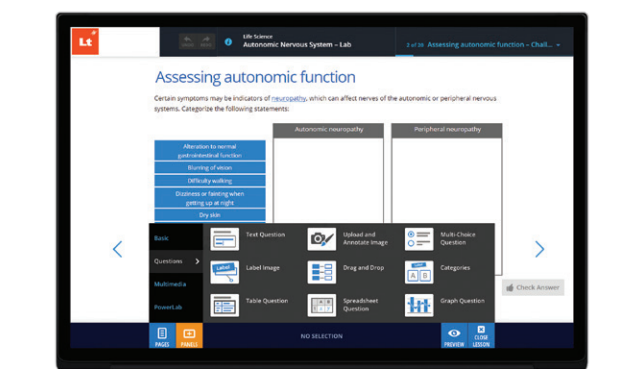 Lt
Life Science
Autonomic Nervous System – Lab
Assessing autonomic function – Chall...
Assessing autonomic function
Certain symptoms may be indicators of neuropathy, which can affect nerves of the autonomic or peripheral nervous
systems. Categorize the following statements:
Autonomic neuropathy
Peripheral neuropathy
Alteration to normal
gastrointestinal function
Blurring of vision
Difficulty walking
Dizziness or fainting when
getting up at night
Dry skin
Basic
Questions
Multimedia
PowerLab
Text Question
Upload and
Annotate Image
Multi Choice
Question
Label
Label Image
Drag and Drop
A B
Categories
Table Question
Spreadsheet
Question
Graph Question
Check Answer
PAGES
PANELS
NO SELECTION
PREVIEW
CLOSE
LESSON